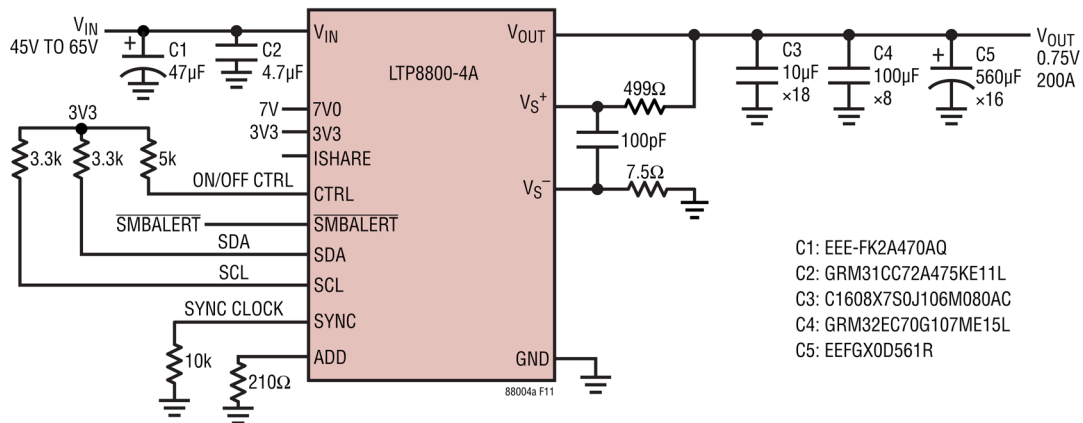 VIN
45V TO 65V
+
C1
47µF
C2
4.7µF
VIN
LTP8800-4A
VOUT
C3
10µF
×18
C4
100µF
×8
+
C5
560µF
×16
VOUT
0.75V
200A
7V
7V0
3V3
3V3
ISHARE
VS+
499Ω
100pF
7.5Ω
VS–
3V3
3.3k
3.3k
5k
ON/OFF CTRL
CTRL
SMBALERT
SMBALERT
SDA
SDA
SCL
SCL
SYNC CLOCK
SYNC
10k
210Ω
ADD
GND
88004a F11
C1: EEE-FK2A470AQ
C2: GRM31CC72A475KE11L
C3: C1608X7S0J106M080AC
C4: GRM32EC70G107ME15L
C5: EEFGX0D561R